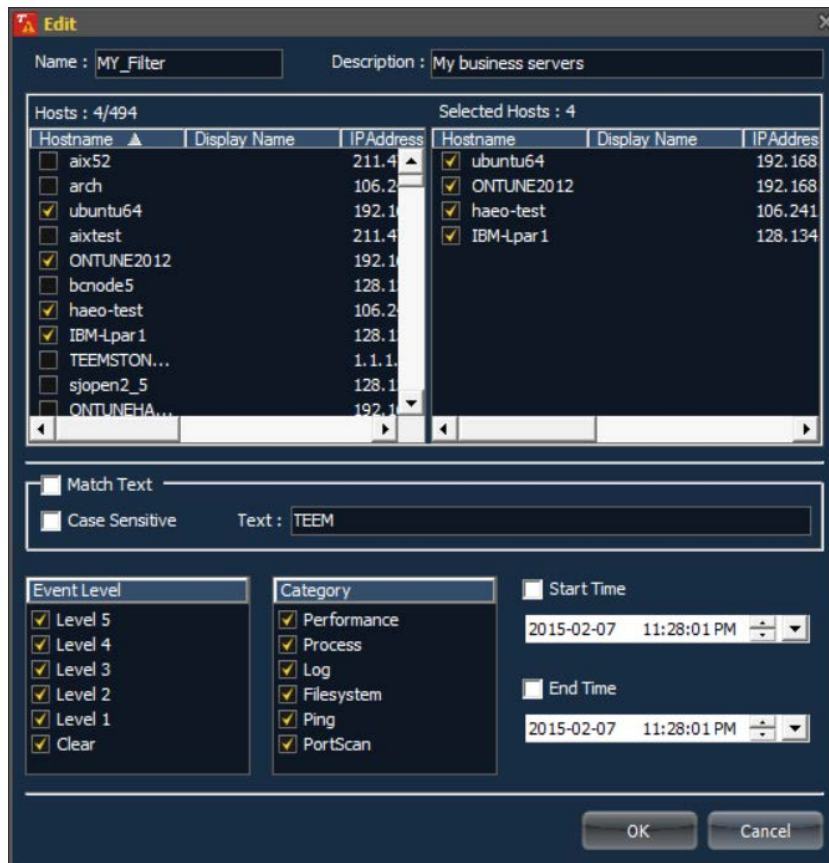 Edit
Name : MY_Filter Description : My business servers
Hosts : 4/494
Hostname Display Name IPAddress
aix52 211.4
arch 106.2
ubuntu64 192.1
aixtest 211.4
ONTUNE2012 192.1
bcnode5 128.1
haeo-test 106.2
IBM-Lpar1 128.1
TEEMSTON... 1.1.1.
sjopen2_5 128.1
ONTUNEHA... 192.1
Selected Hosts : 4
Hostname Display Name IPAddres
ubuntu64 192.168
ONTUNE2012 192.168
haeo-test 106.241
IBM-Lpar1 128.134
Match Text
Case Sensitive Text : TEEM
Event Level
Level 5
Level 4
Level 3
Level 2
Level 1
Clear
Category
Performance
Process
Log
Filesystem
Ping
PortScan
Start Time
2015-02-07 11:28:01 PM
End Time
2015-02-07 11:28:01 PM
OK Cancel